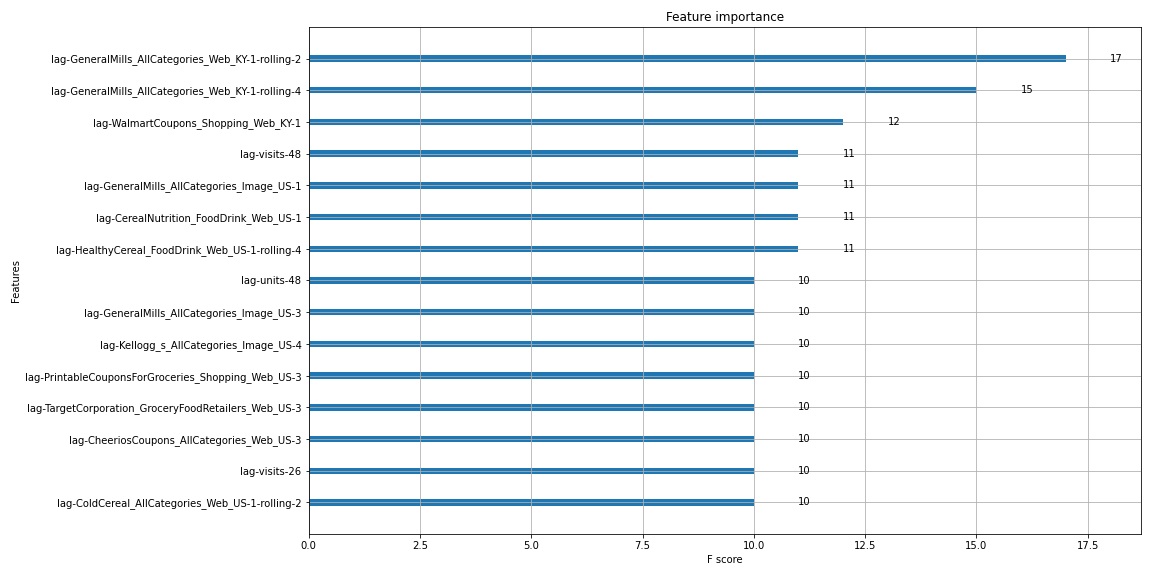 Feature importance
lag-GeneralMills_AllCategories_Web_KY-1-rolling-2 17
lag-GeneralMills_AllCategories_Web_KY-1-rolling-4 15
lag-WalmartCoupons_Shopping_Web_KY-1 12
lag-visits-48 11
lag-GeneralMills_AllCategories_Image_US-1 11
lag-CerealNutrition_FoodDrink_Web_US-1 11
lag-HealthyCereal_FoodDrink_Web_US-1-rolling-4 11
lag-units-48 10
lag-GeneralMills_AllCategories_Image_US-3 10
lag-Kellogg_s_AllCategories_Image_US-4 10
lag-PrintableCouponsForGroceries_Shopping_Web_US-3 10
lag-TargetCorporation_GroceryFoodRetailers_Web_US-3 10
lag-CheeriosCoupons_AllCategories_Web_US-3 10
lag-visits-26 10
lag-ColdCereal_AllCategories_Web_US-1-rolling-2 10
Features
0.0 2.5 5.0 7.5 10.0 12.5 15.0 17.5
F score